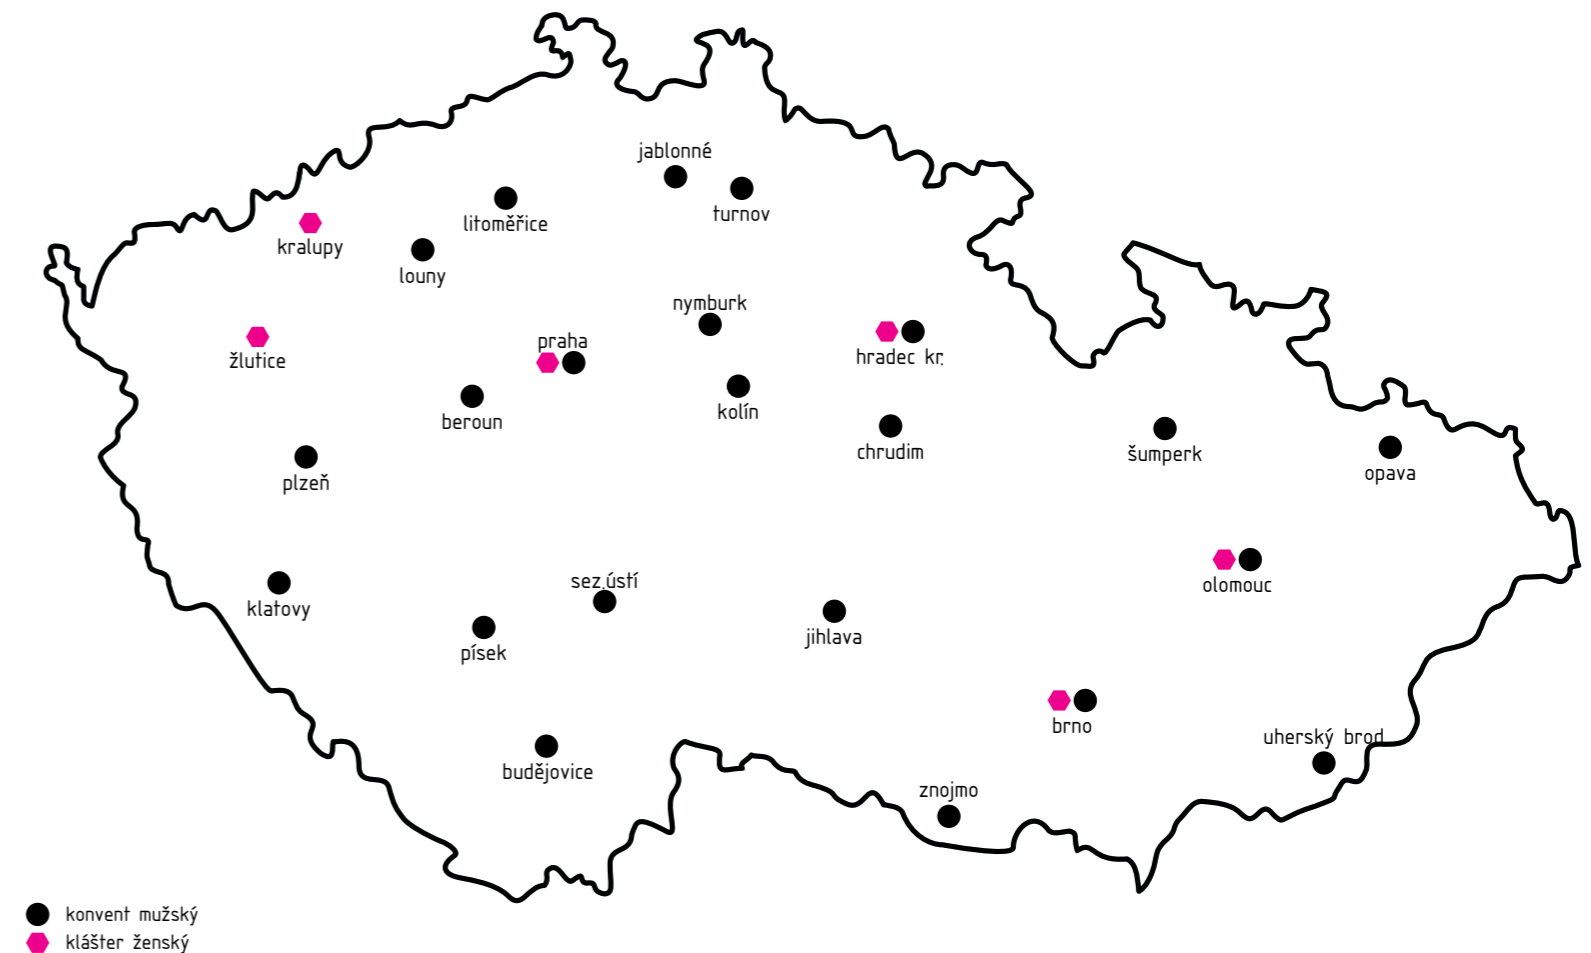 jablonné
turnov
litoměřice
kralupy
louny
nymburk
praha
hradec kr.
žlutice
kolín
beroun
chrudim
šumperk
opava
plzeň
sez.ústí
olomouc
klatovy
jihlava
písek
brno
uherský brod
budějovice
znojmo
konvent mužský
klášter ženský